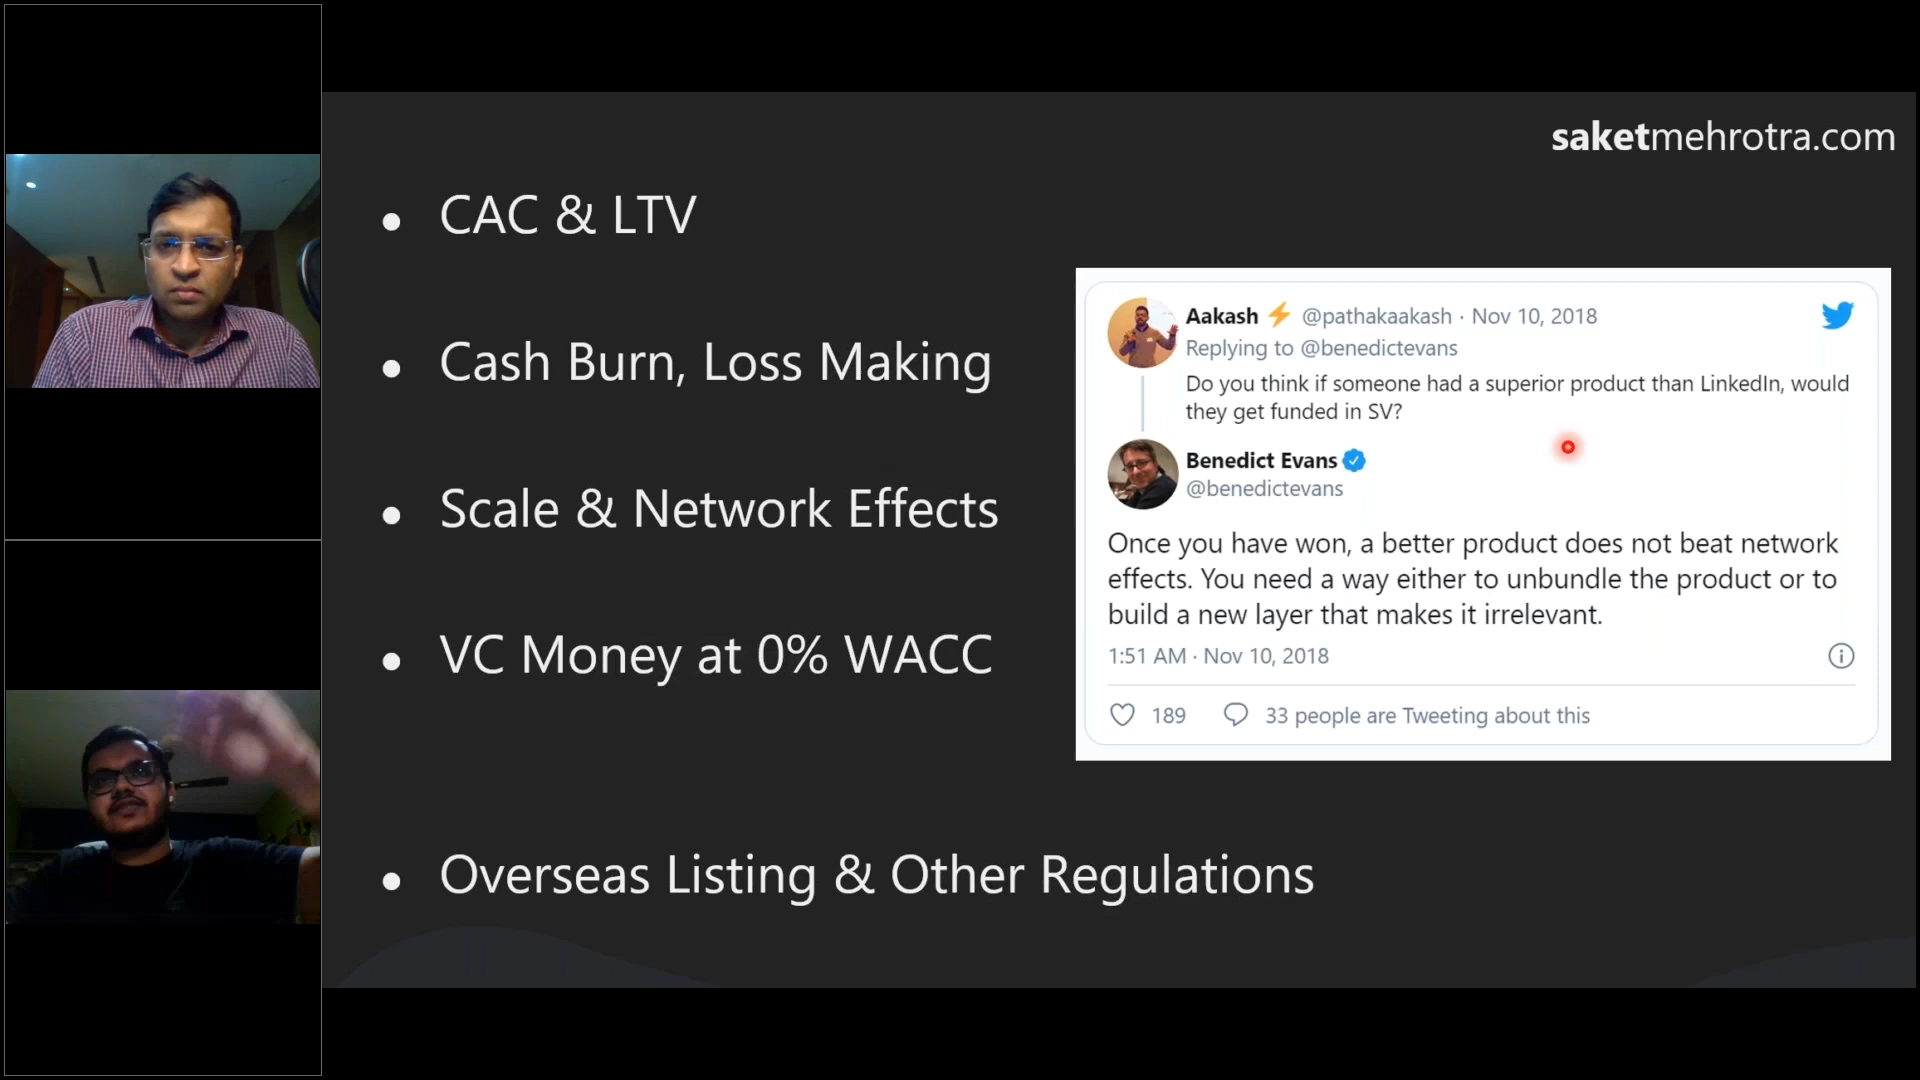 saketmehrotra.com
• CAC & LTV
• Cash Burn, Loss Making
• Scale & Network Effects
• VC Money at 0% WACC
• Overseas Listing & Other Regulations
Aakash ⚡ @pathakaakash · Nov 10, 2018
Replying to @benedictevans
Do you think if someone had a superior product than LinkedIn, would
they get funded in SV?
Benedict Evans
@benedictevans
Once you have won, a better product does not beat network
effects. You need a way either to unbundle the product or to
build a new layer that makes it irrelevant.
1:51 AM · Nov 10, 2018
189 33 people are Tweeting about this